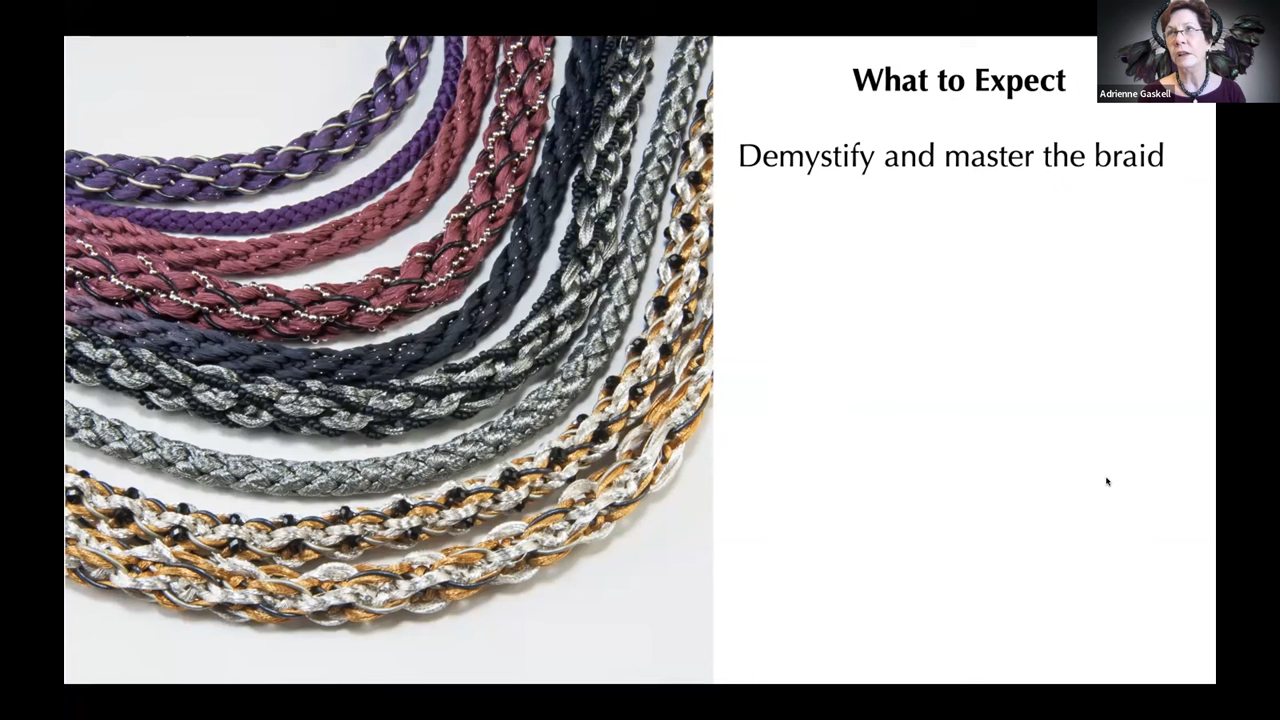 What to Expect
Adrienne Gaskell
Demystify and master the braid